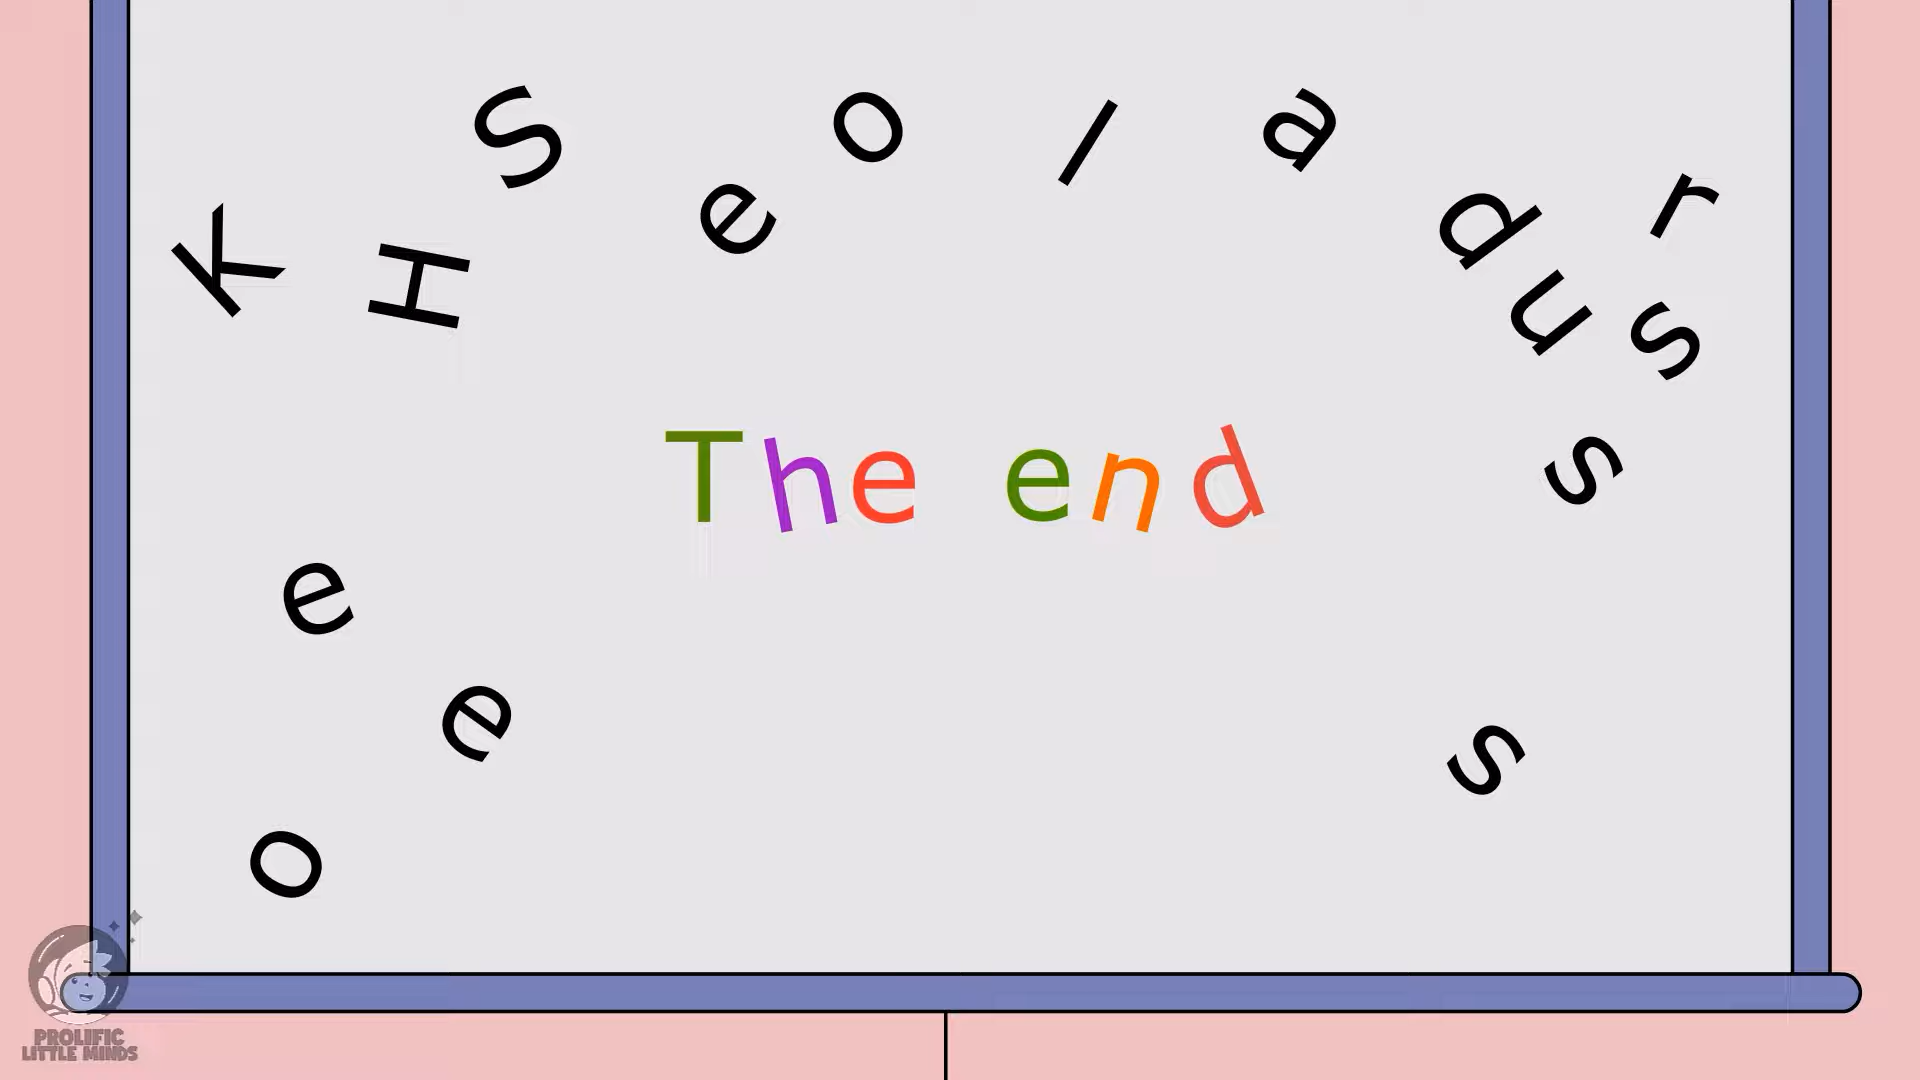 K H S e o l a d u r s s
The end
e e o s
PROLIFIC
LITTLE MINDS